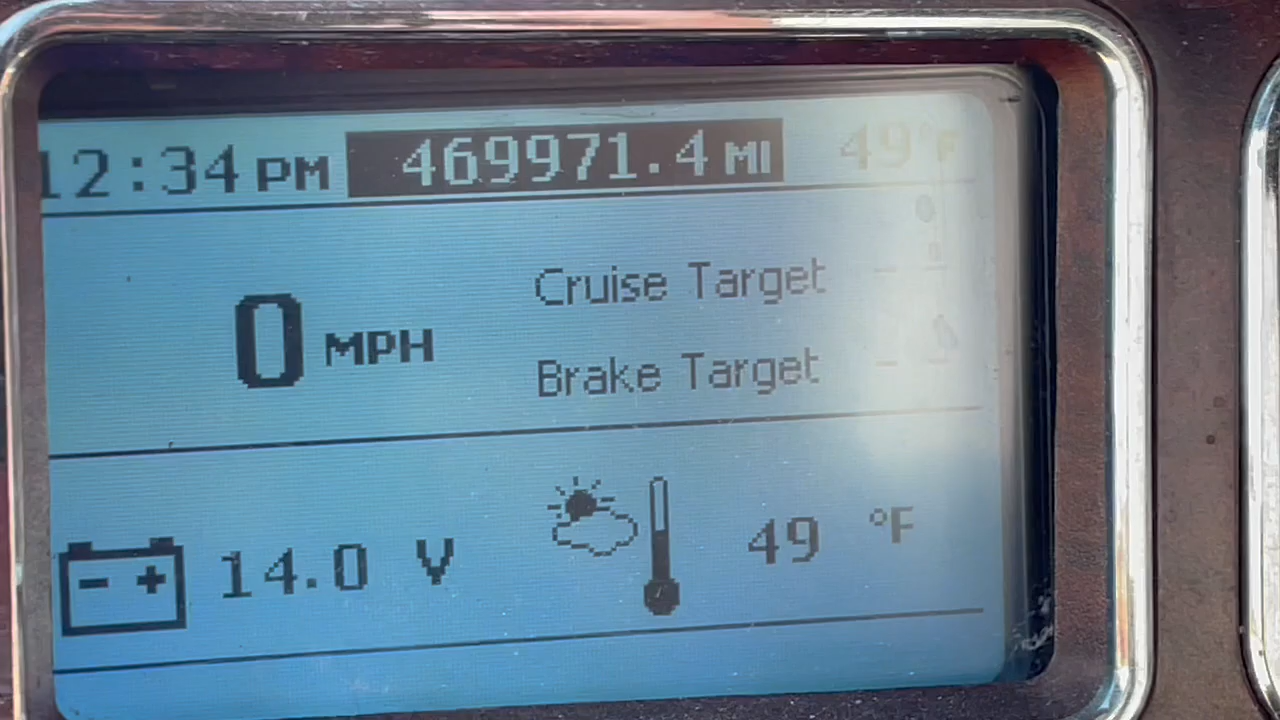 12:34 PM 469971.4 MI 49°F
0 MPH
Cruise Target -- 
Brake Target --
14.0 V 49 °F